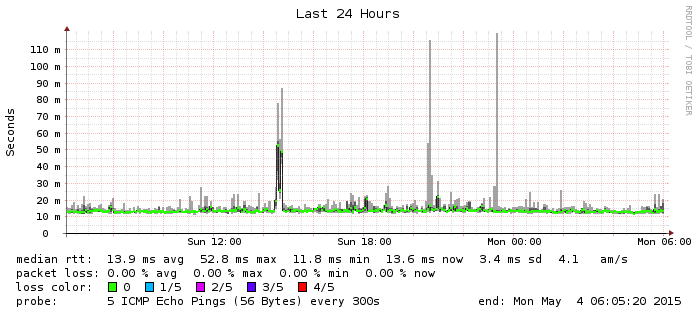 Last 24 Hours
RRDTOOL / TOBI OETIKER
Seconds
110 m
100 m
90 m
80 m
70 m
60 m
50 m
40 m
30 m
20 m
10 m
0
Sun 12:00 Sun 18:00 Mon 00:00 Mon 06:00
median rtt: 13.9 ms avg 52.8 ms max 11.8 ms min 13.6 ms now 3.4 ms sd 4.1 am/s
packet loss: 0.00 % avg 0.00 % max 0.00 % min 0.00 % now
loss color: 0 1/5 2/5 3/5 4/5
probe: 5 ICMP Echo Pings (56 Bytes) every 300s end: Mon May 4 06:05:20 2015